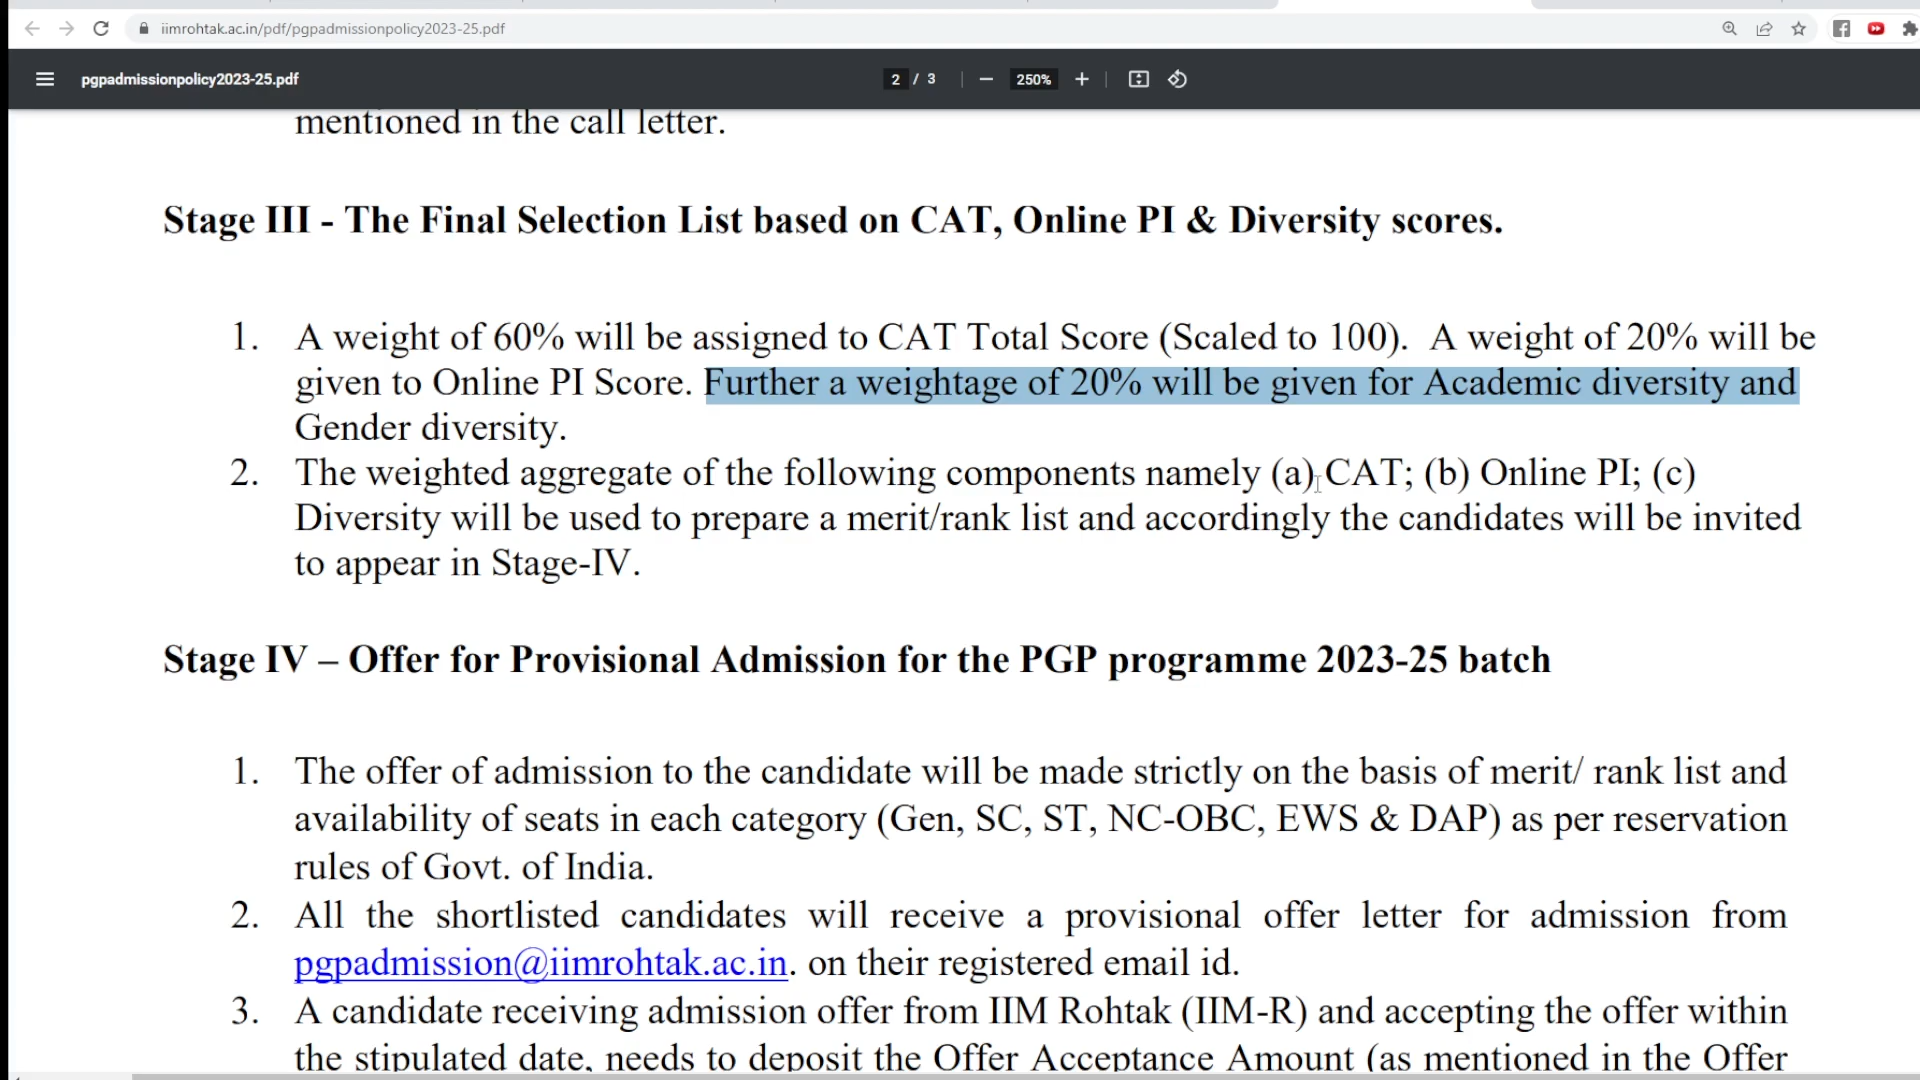 iimrohtak.ac.in/pdf/pgpadmissionpolicy2023-25.pdf
pgpadmissionpolicy2023-25.pdf
2 / 3
250%
mentioned in the call letter.
Stage III - The Final Selection List based on CAT, Online PI & Diversity scores.
1. A weight of 60% will be assigned to CAT Total Score (Scaled to 100). A weight of 20% will be
given to Online PI Score. Further a weightage of 20% will be given for Academic diversity and
Gender diversity.
2. The weighted aggregate of the following components namely (a) CAT; (b) Online PI; (c)
Diversity will be used to prepare a merit/rank list and accordingly the candidates will be invited
to appear in Stage-IV.
Stage IV – Offer for Provisional Admission for the PGP programme 2023-25 batch
1. The offer of admission to the candidate will be made strictly on the basis of merit/ rank list and
availability of seats in each category (Gen, SC, ST, NC-OBC, EWS & DAP) as per reservation
rules of Govt. of India.
2. All the shortlisted candidates will receive a provisional offer letter for admission from
pgpadmission@iimrohtak.ac.in. on their registered email id.
3. A candidate receiving admission offer from IIM Rohtak (IIM-R) and accepting the offer within
the stipulated date, needs to deposit the Offer Acceptance Amount (as mentioned in the Offer